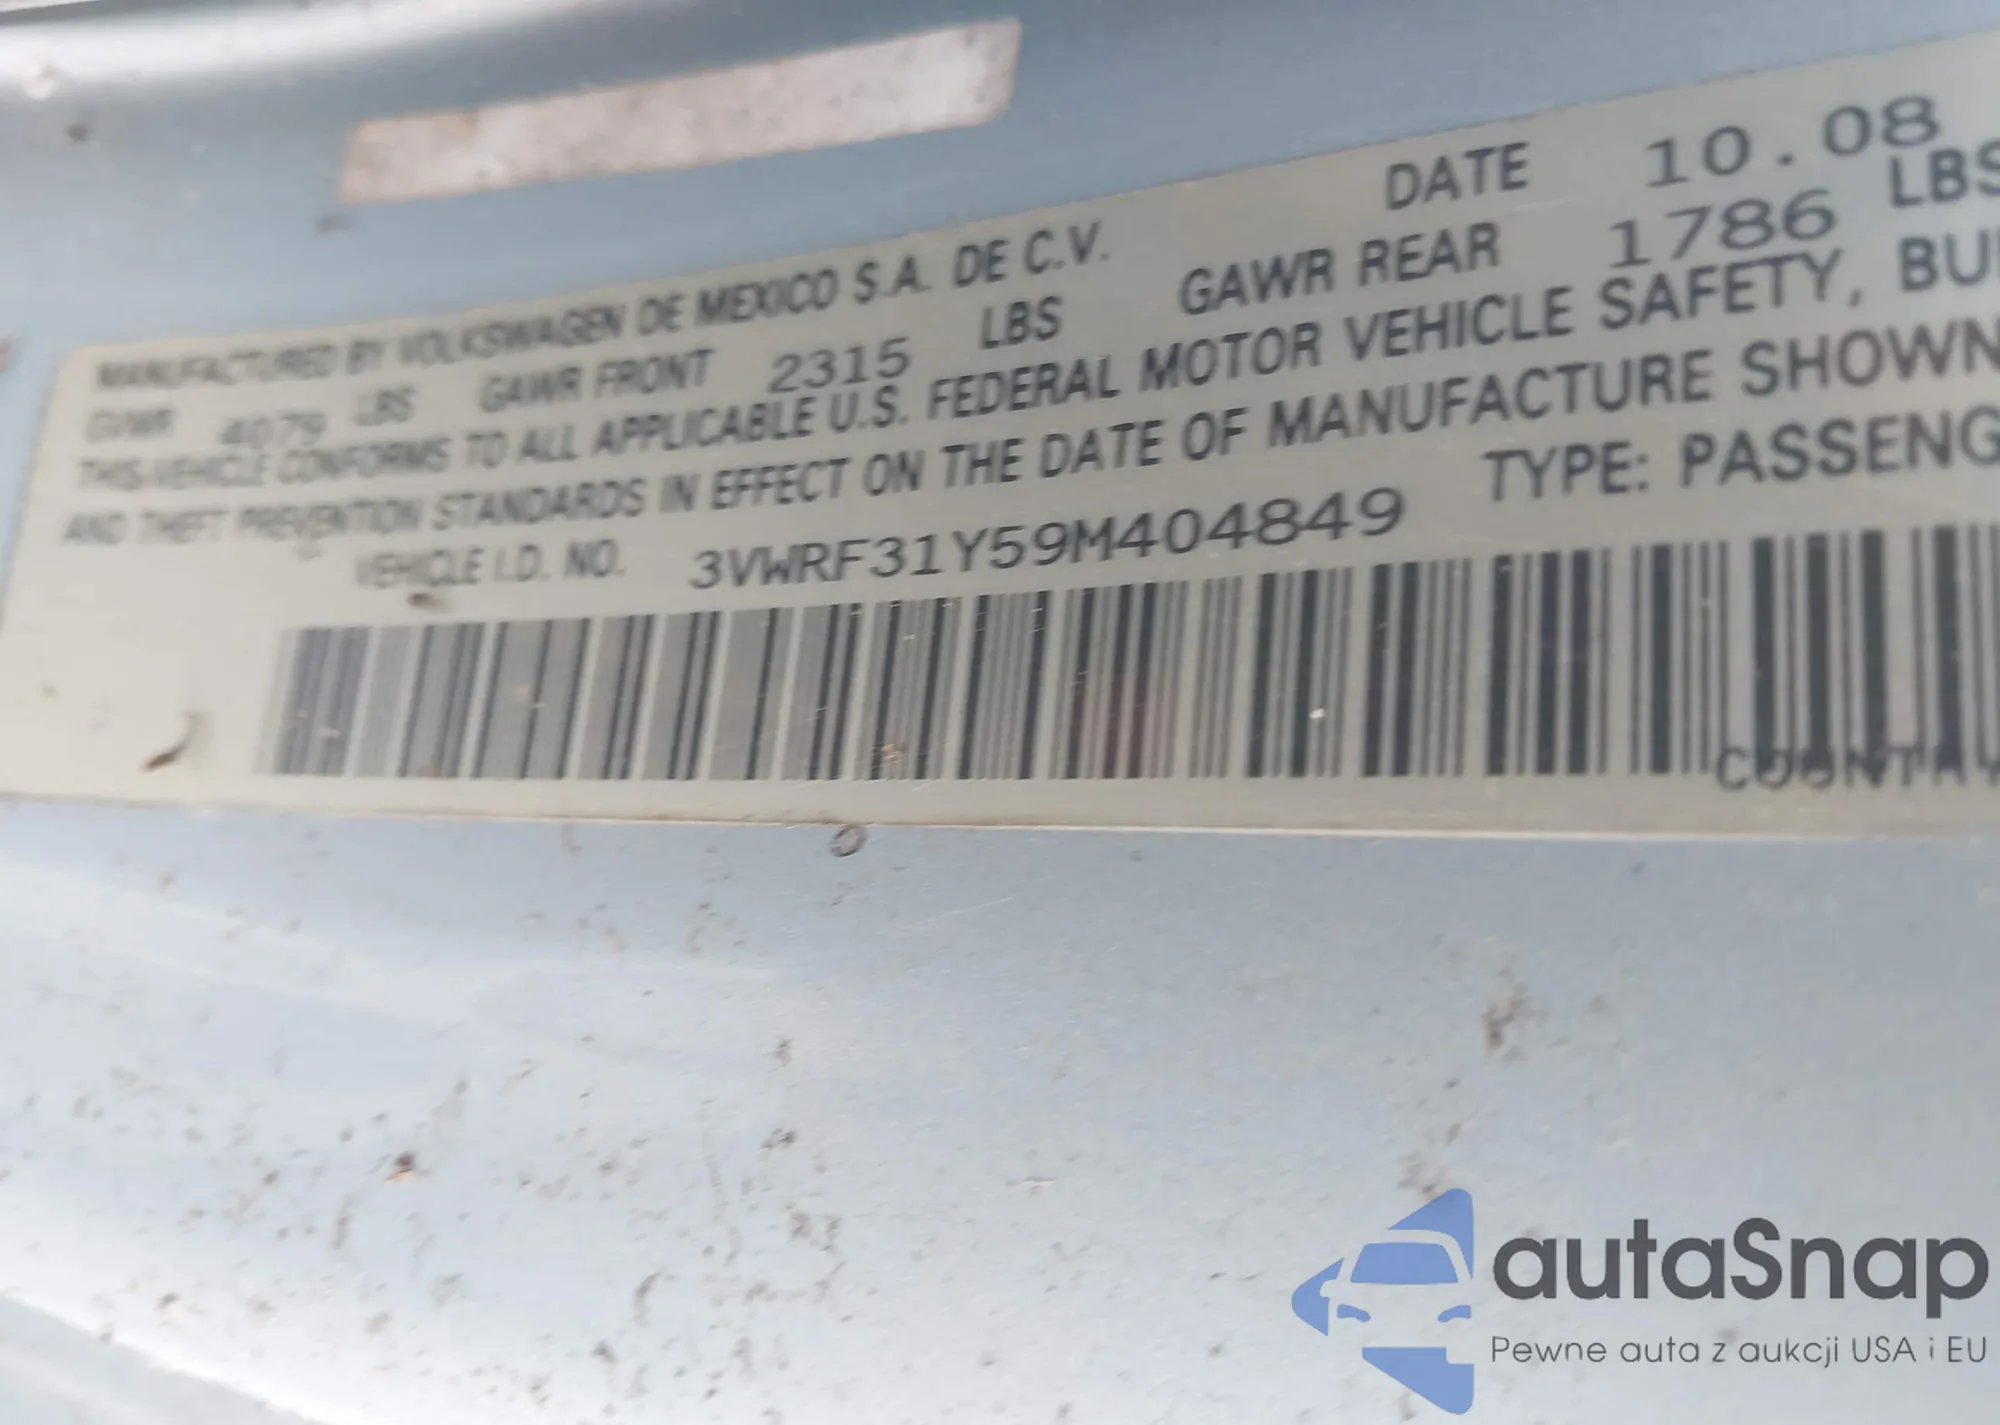 MANUFACTURED BY VOLKSWAGEN DE MEXICO S.A. DE C.V. DATE 10.08
GVWR 4079 LBS GAWR FRONT 2315 LBS GAWR REAR 1786 LBS
THIS VEHICLE CONFORMS TO ALL APPLICABLE U.S. FEDERAL MOTOR VEHICLE SAFETY, BU
AND THEFT PREVENTION STANDARDS IN EFFECT ON THE DATE OF MANUFACTURE SHOWN
VEHICLE I.D. NO. 3VWRF31Y59M404849 TYPE: PASSENG
autaSnap
Pewne auta z aukcji USA i EU